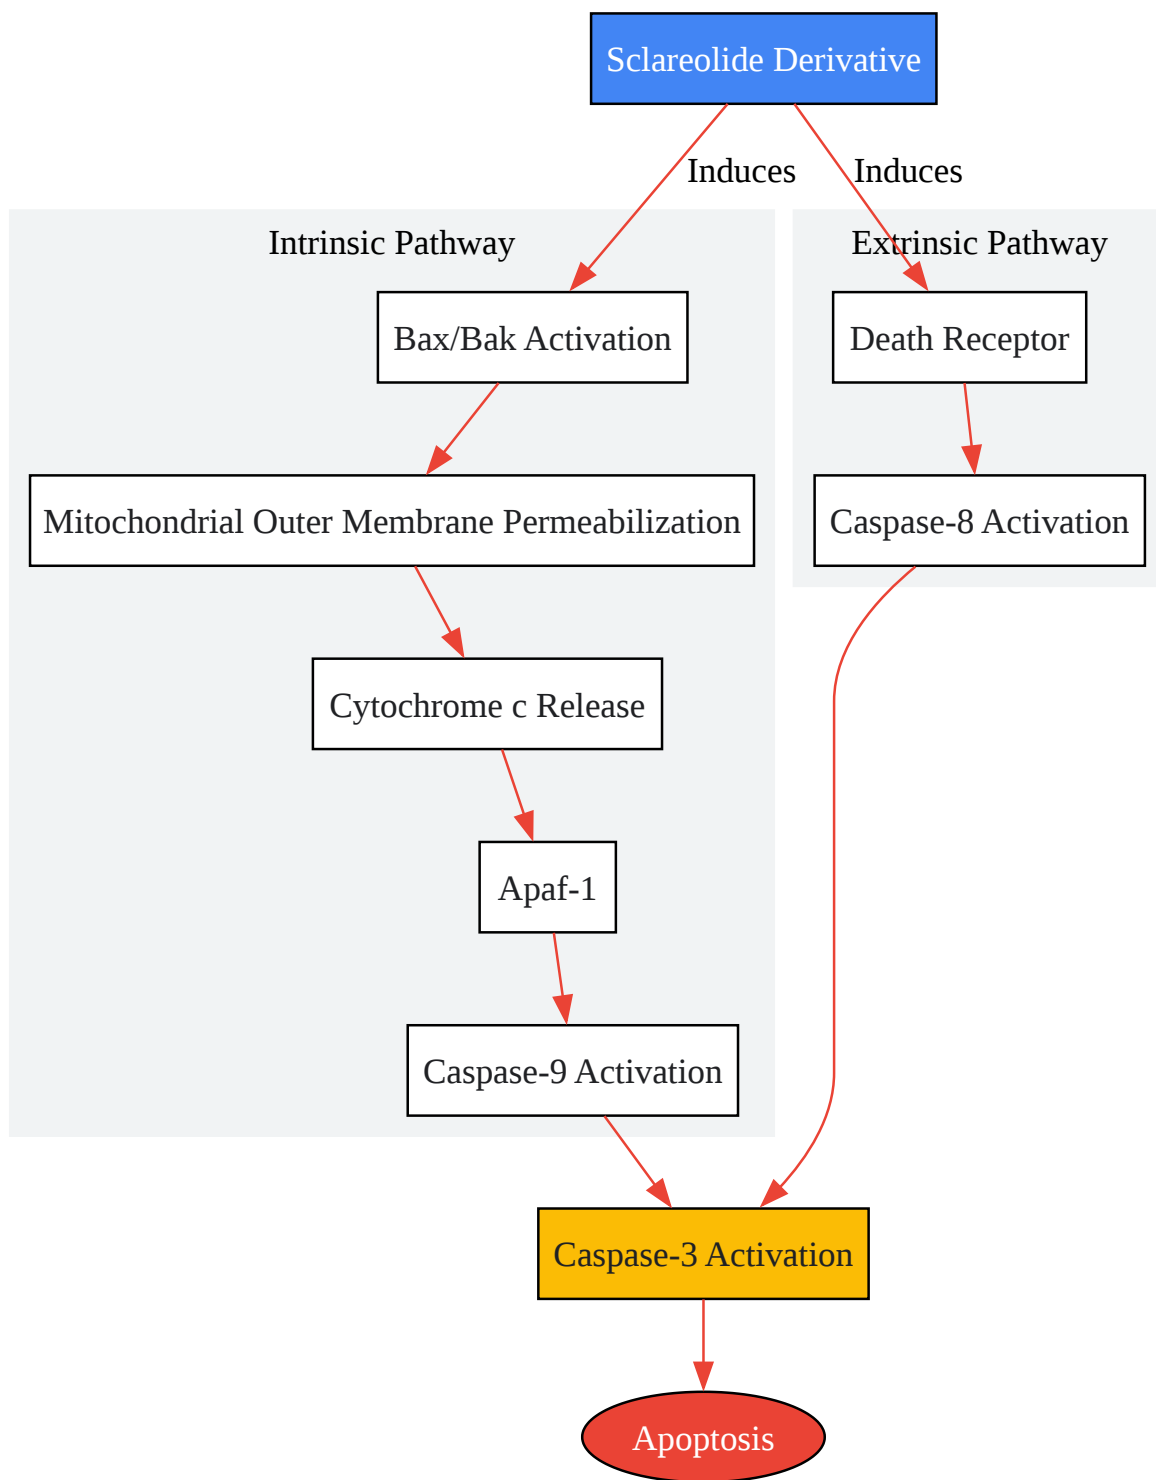 Sclareolide Derivative
Induces
Induces
Intrinsic Pathway
Extrinsic Pathway
Bax/Bak Activation
Death Receptor
Mitochondrial Outer Membrane Permeabilization
Caspase-8 Activation
Cytochrome c Release
Apaf-1
Caspase-9 Activation
Caspase-3 Activation
Apoptosis